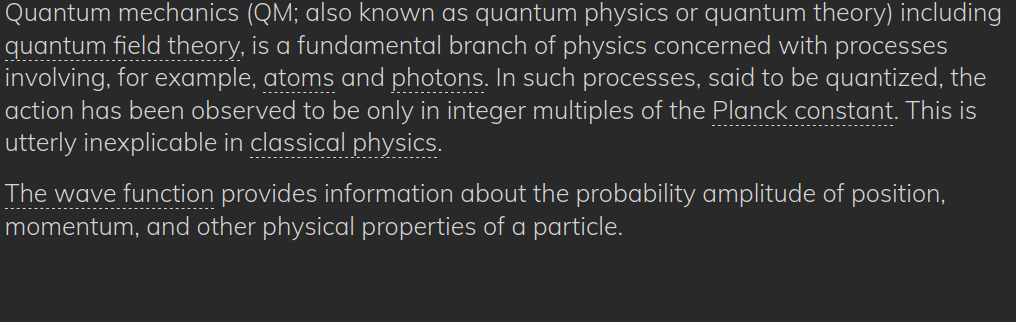 Quantum mechanics (QM; also known as quantum physics or quantum theory) including
quantum field theory, is a fundamental branch of physics concerned with processes
involving, for example, atoms and photons. In such processes, said to be quantized, the
action has been observed to be only in integer multiples of the Planck constant. This is
utterly inexplicable in classical physics.
The wave function provides information about the probability amplitude of position,
momentum, and other physical properties of a particle.